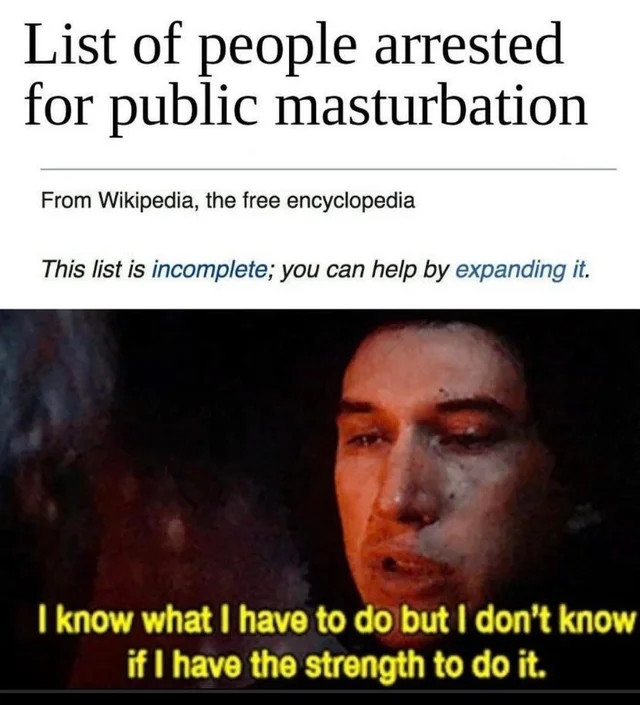 List of people arrested
for public masturbation
From Wikipedia, the free encyclopedia
This list is incomplete; you can help by expanding it.
I know what I have to do but I don't know
if I have the strength to do it.